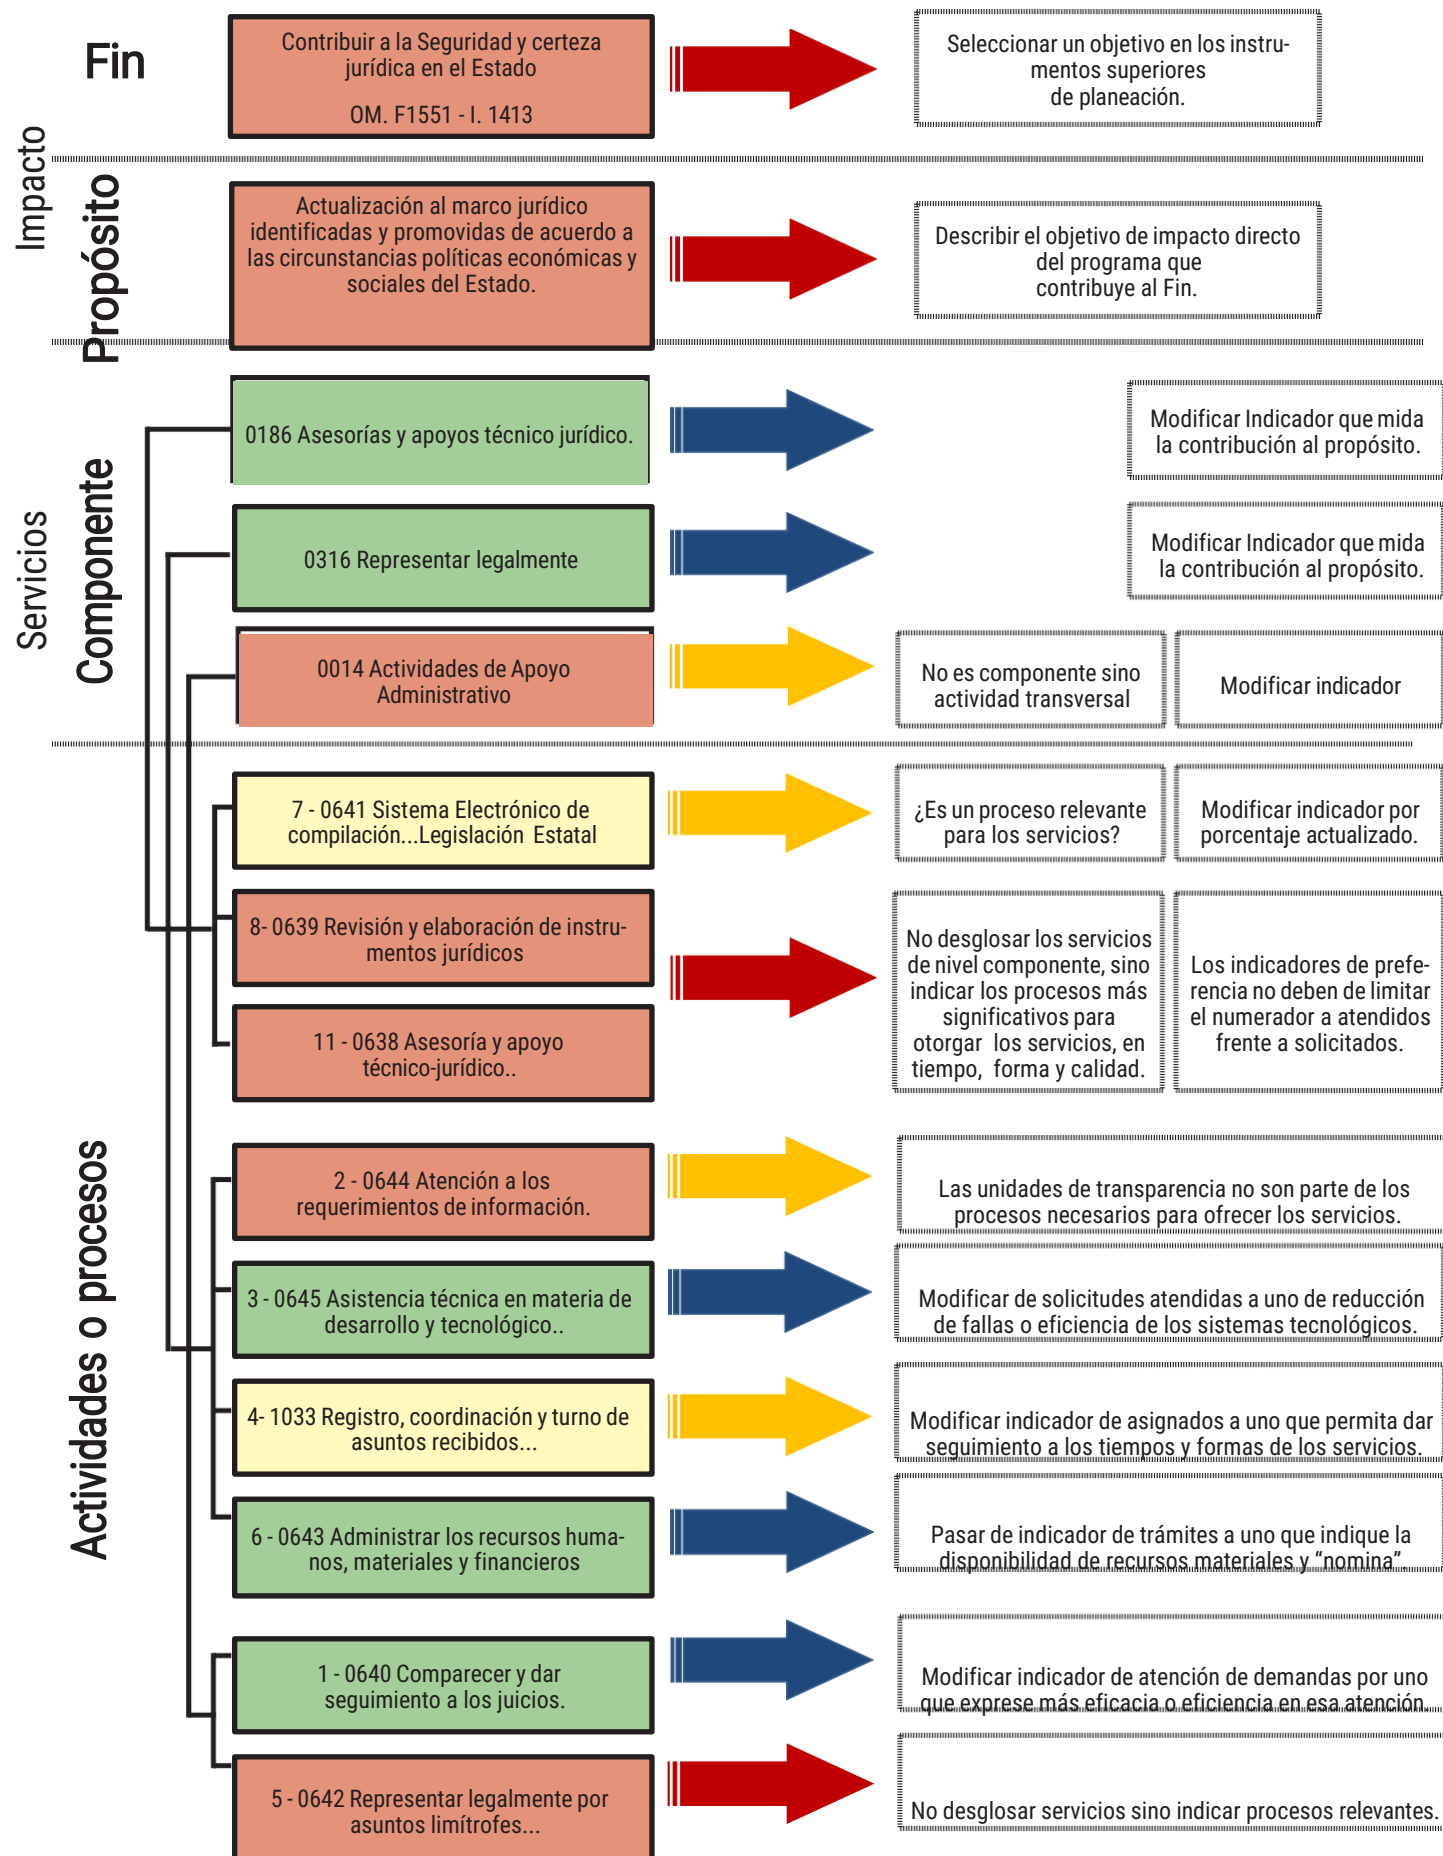 Fin
Contribuir a la Seguridad y certeza
jurídica en el Estado
OM. F1551 - I. 1413
Seleccionar un objetivo en los instru-
mentos superiores
de planeación.
Impacto
Propósito
Actualización al marco jurídico
identificadas y promovidas de acuerdo a
las circunstancias políticas económicas y
sociales del Estado.
Describir el objetivo de impacto directo
del programa que
contribuye al Fin.
Servicios
Componente
0186 Asesorías y apoyos técnico jurídico.
Modificar Indicador que mida
la contribución al propósito.
0316 Representar legalmente
Modificar Indicador que mida
la contribución al propósito.
0014 Actividades de Apoyo
Administrativo
No es componente sino
actividad transversal
Modificar indicador
Actividades o procesos
7 - 0641 Sistema Electrónico de
compilación...Legislación Estatal
¿Es un proceso relevante
para los servicios?
Modificar indicador por
porcentaje actualizado.
8- 0639 Revisión y elaboración de instru-
mentos jurídicos
11 - 0638 Asesoría y apoyo
técnico-jurídico..
No desglosar los servicios
de nivel componente, sino
indicar los procesos más
significativos para
otorgar los servicios, en
tiempo, forma y calidad.
Los indicadores de prefe-
rencia no deben de limitar
el numerador a atendidos
frente a solicitados.
2 - 0644 Atención a los
requerimientos de información.
Las unidades de transparencia no son parte de los
procesos necesarios para ofrecer los servicios.
3 - 0645 Asistencia técnica en materia de
desarrollo y tecnológico..
Modificar de solicitudes atendidas a uno de reducción
de fallas o eficiencia de los sistemas tecnológicos.
4- 1033 Registro, coordinación y turno de
asuntos recibidos...
Modificar indicador de asignados a uno que permita dar
seguimiento a los tiempos y formas de los servicios.
6 - 0643 Administrar los recursos huma-
nos, materiales y financieros
Pasar de indicador de trámites a uno que indique la
disponibilidad de recursos materiales y “nomina”.
1 - 0640 Comparecer y dar
seguimiento a los juicios.
Modificar indicador de atención de demandas por uno
que exprese más eficacia o eficiencia en esa atención.
5 - 0642 Representar legalmente por
asuntos limítrofes...
No desglosar servicios sino indicar procesos relevantes.